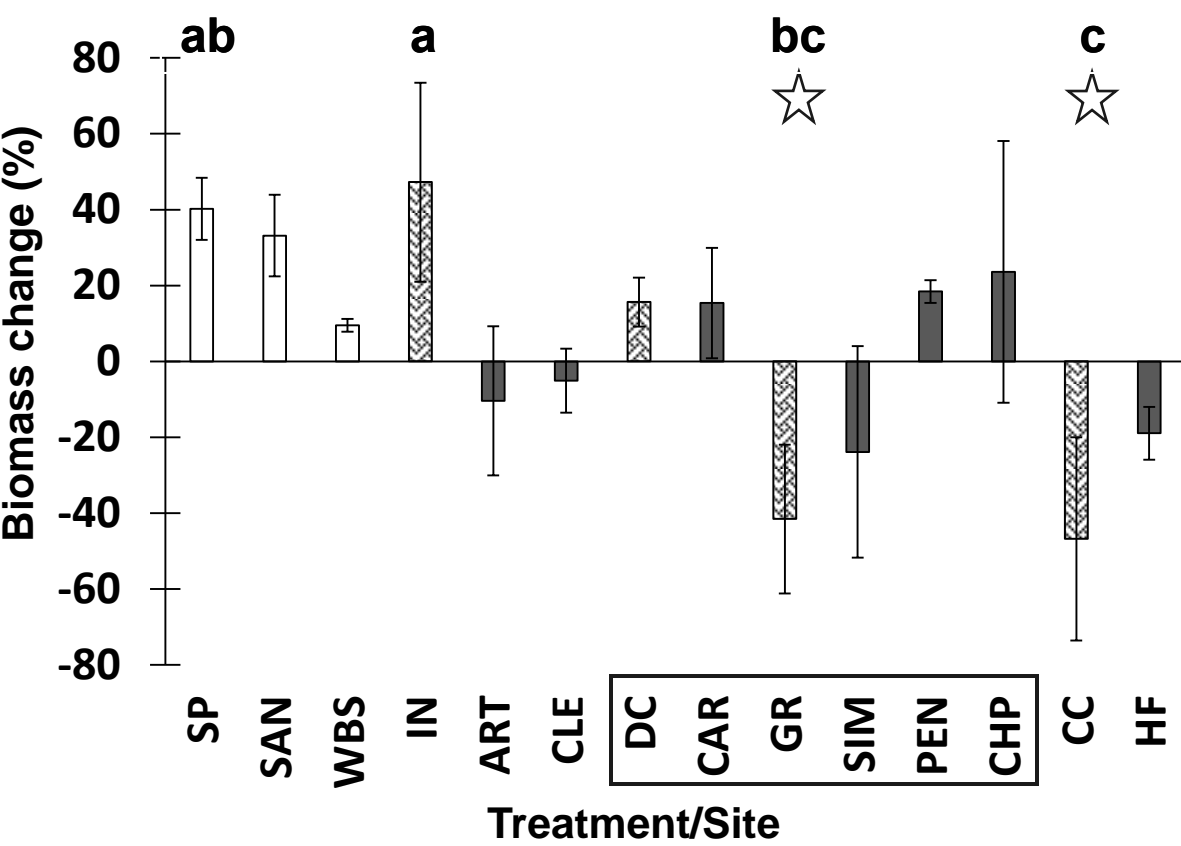 ab a bc c
80
60
40
20
0
-20
-40
-60
-80
Biomass change (%)
SP SAN WBS IN ART CLE DC CAR GR SIM PEN CHP CC HF
Treatment/Site